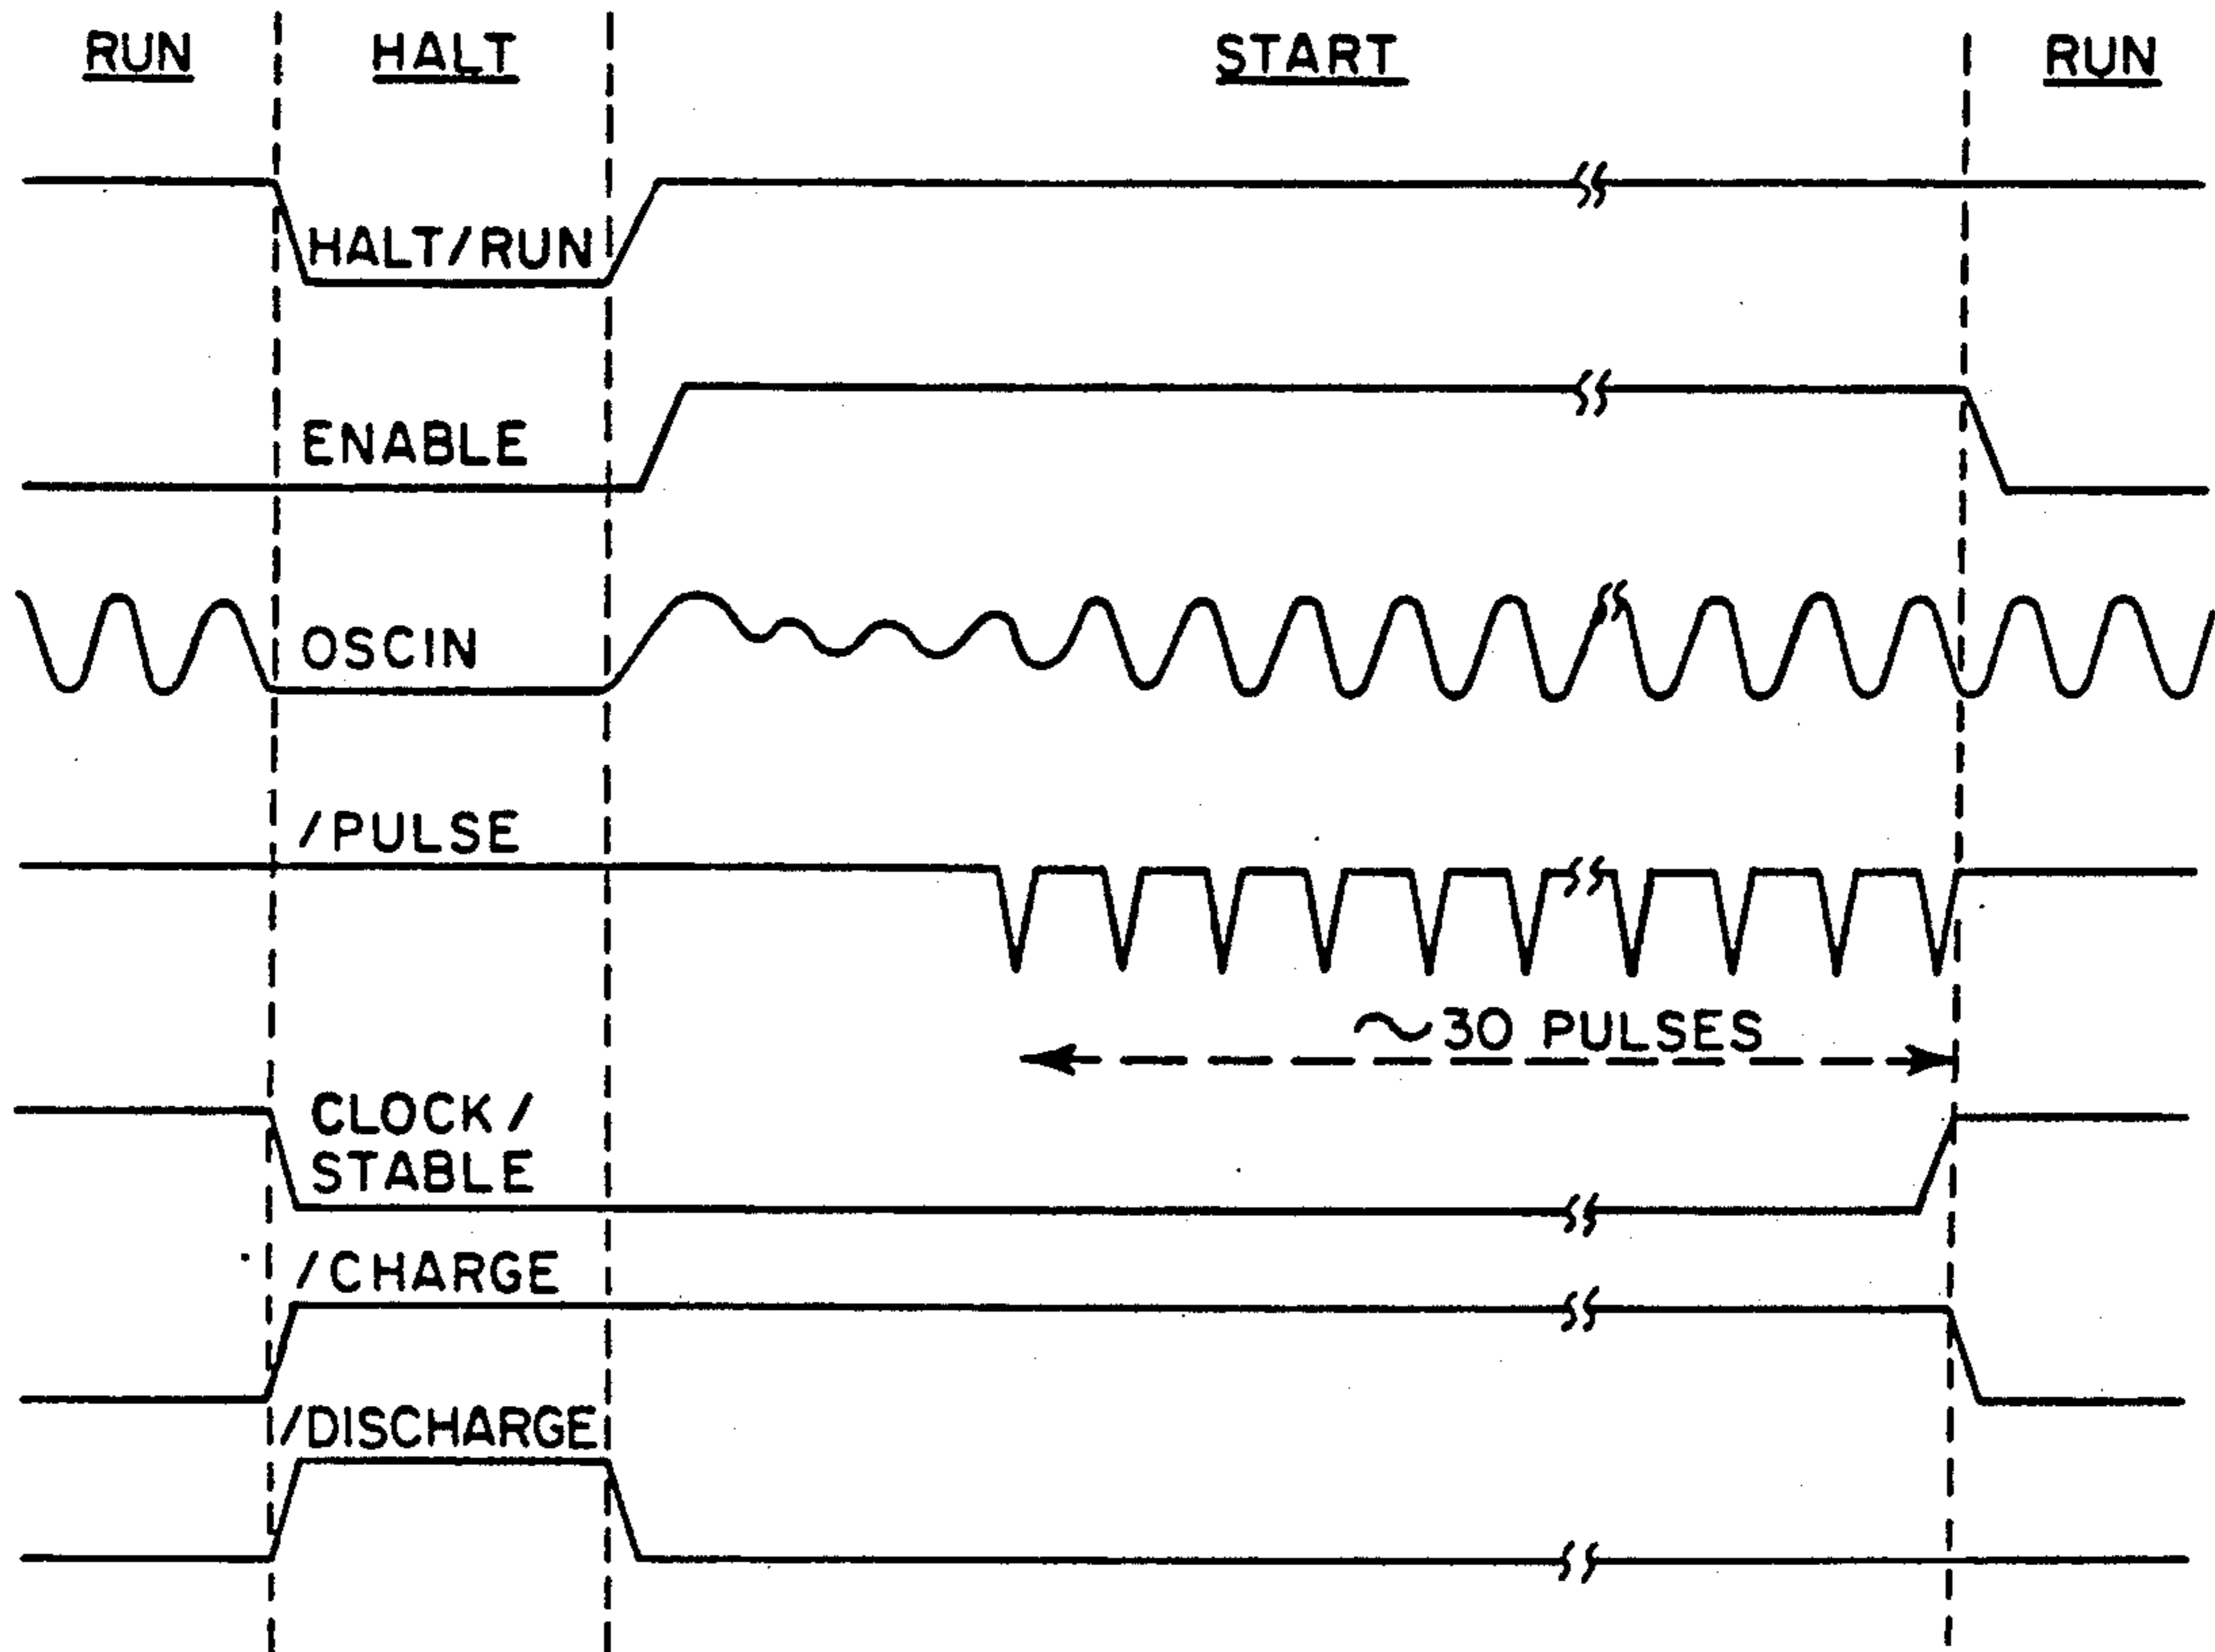 RUN HALT START RUN
HALT/RUN
ENABLE
OSCIN
/PULSE
~30 PULSES
CLOCK/
STABLE
/CHARGE
/DISCHARGE